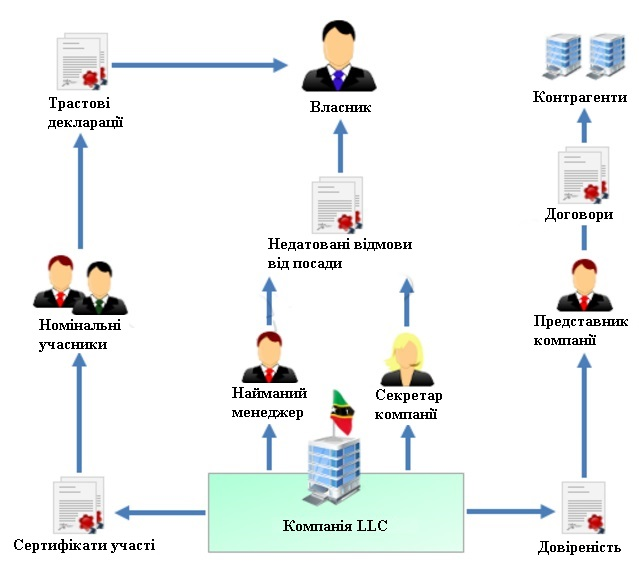 Трастові
декларації
Власник
Контрагенти
Недатовані відмови
від посади
Договори
Номінальні
учасники
Найманий
менеджер
Секретар
компанії
Представник
компанії
Компанія LLC
Сертифікати участі
Довіреність